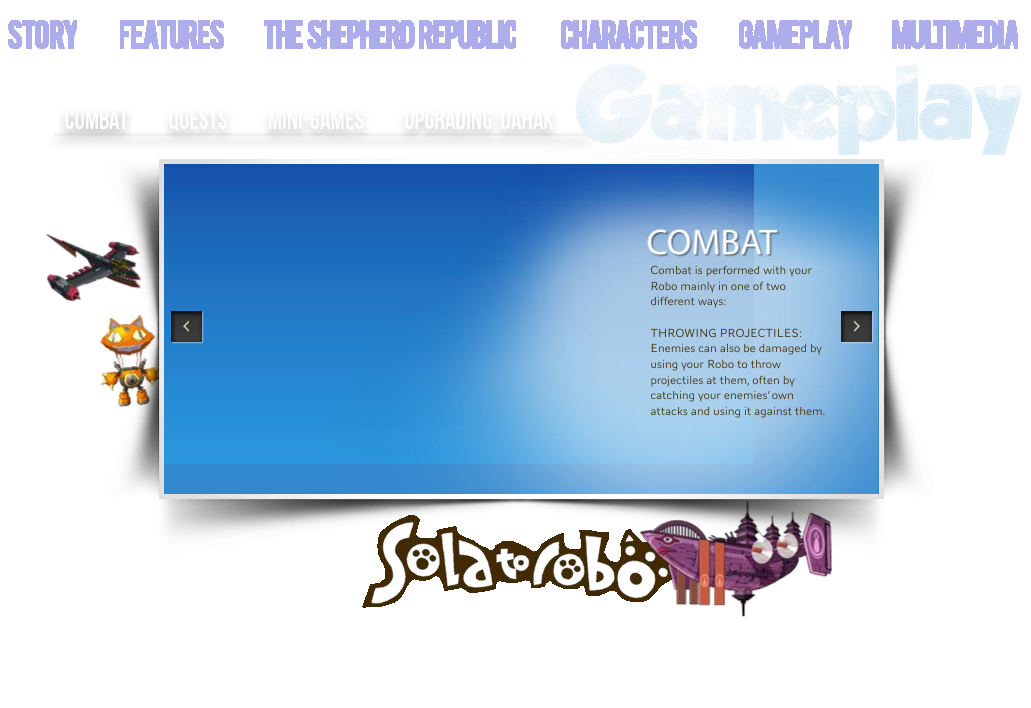 STORY FEATURES THE SHEPHERD REPUBLIC CHARACTERS GAMEPLAY MULTIMEDIA
Gameplay
COMBAT QUESTS MINI-GAMES UPGRADING DAHAK
COMBAT
Combat is performed with your
Robo mainly in one of two
different ways:
THROWING PROJECTILES:
Enemies can also be damaged by
using your Robo to throw
projectiles at them, often by
catching your enemies' own
attacks and using it against them.
Solatorobo